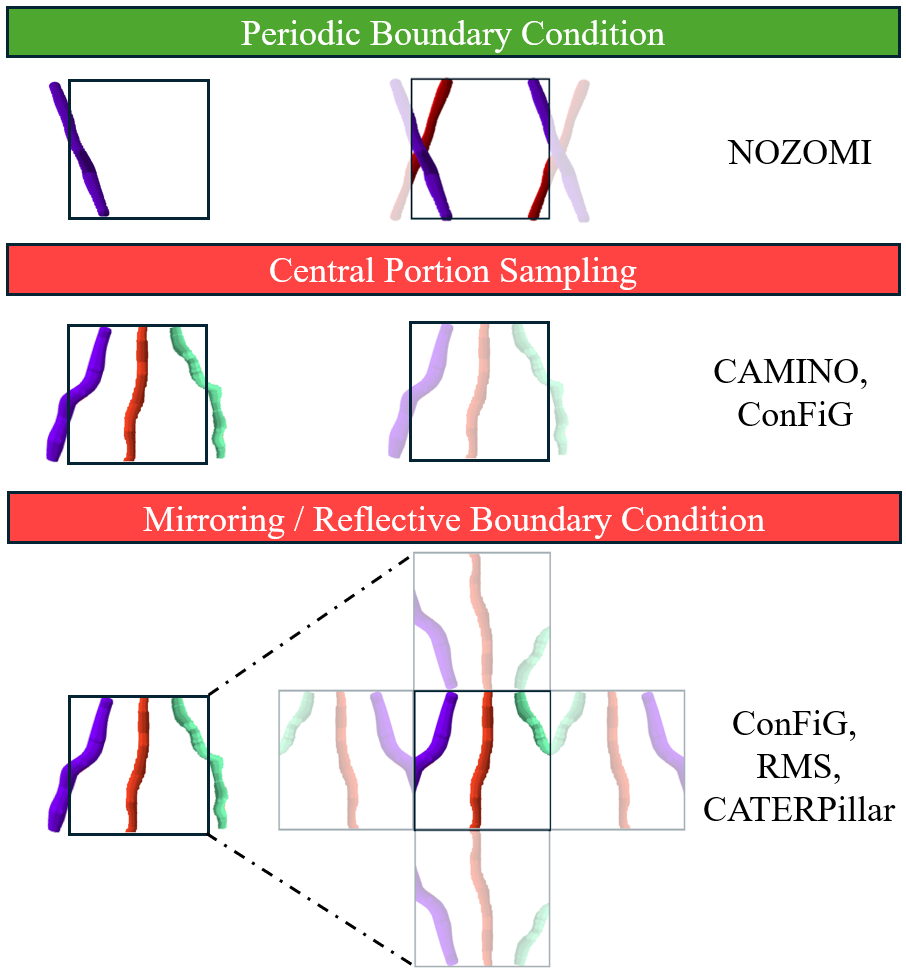 Periodic Boundary Condition
NOZOMI
Central Portion Sampling
CAMINO,
ConFiG
Mirroring / Reflective Boundary Condition
ConFiG,
RMS,
CATERPillar